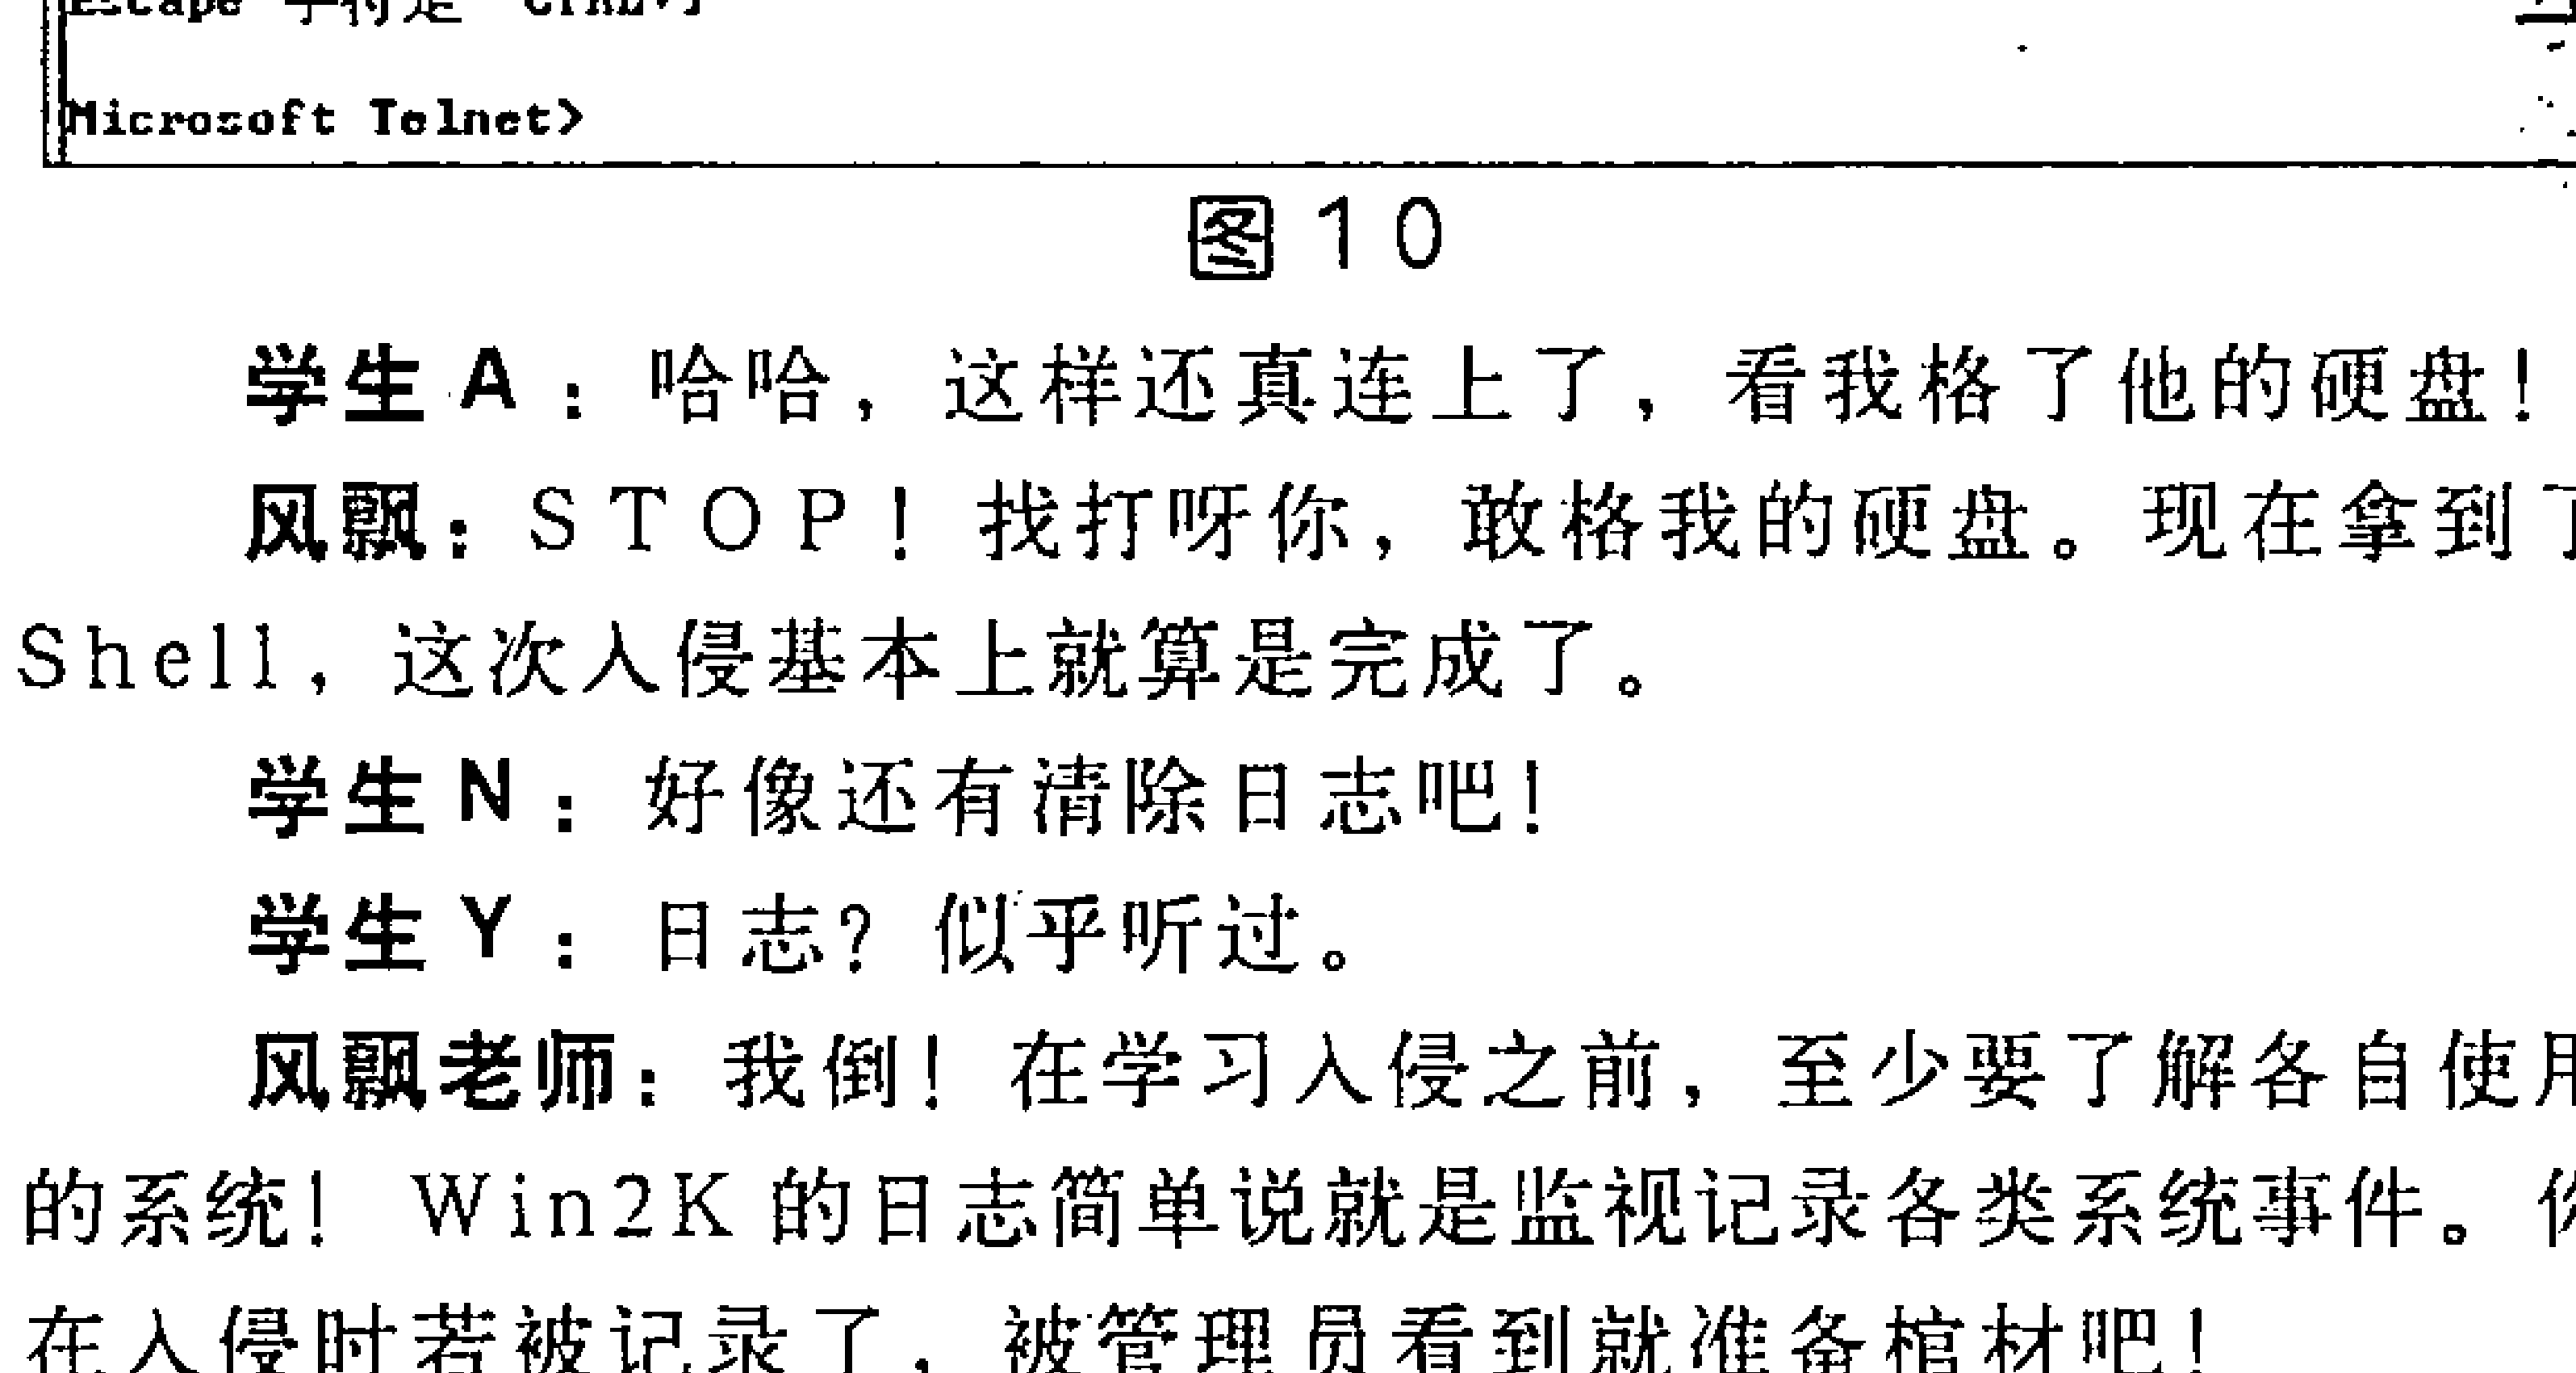 Escape 字符是 'CTRL+]'
Microsoft Telnet>
图10
学生A：哈哈，这样还真连上了，看我格了他的硬盘！
风飘：STOP！找打呀你，敢格我的硬盘。现在拿到了
Shell，这次入侵基本上就算是完成了。
学生N：好像还有清除日志吧！
学生Y：日志？似乎听过。
风飘老师：我倒！在学习入侵之前，至少要了解各自使用
的系统！Win2K的日志简单说就是监视记录各类系统事件。你
在入侵时若被记录了，被管理员看到就准备棺材吧！